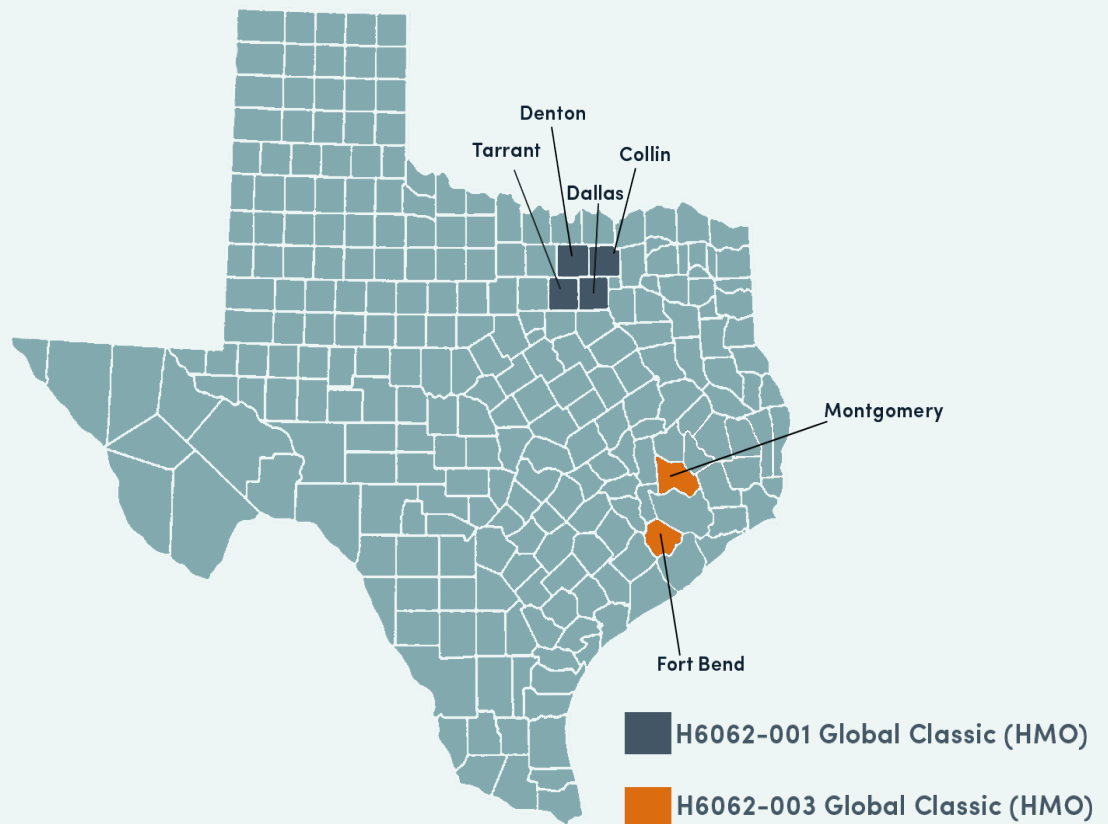 Denton
Tarrant
Collin
Dallas
Montgomery
Fort Bend
H6062-001 Global Classic (HMO)
H6062-003 Global Classic (HMO)